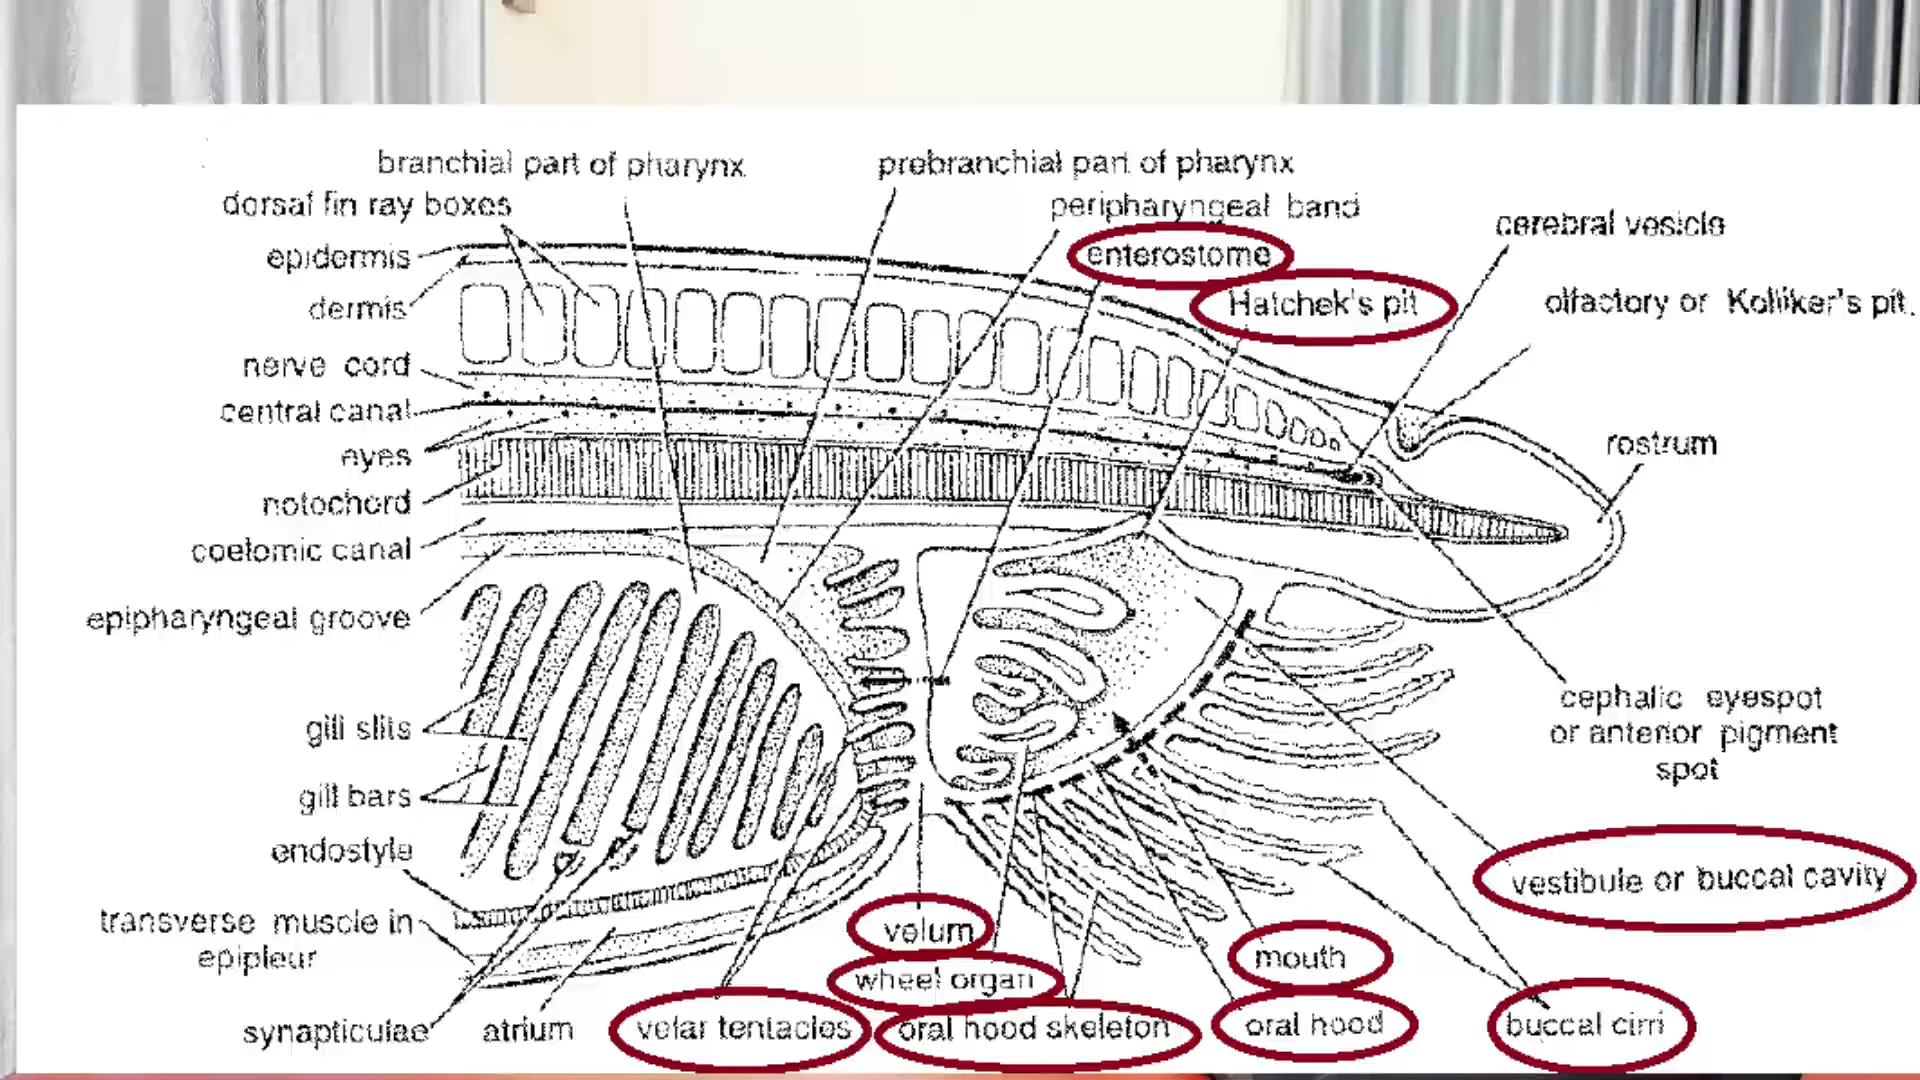 branchial part of pharynx
prebranchial part of pharynx
dorsal fin ray boxes
peripharyngeal band
cerebral vesicle
epidermis
enterostome
dermis
Hatchek's pit
olfactory or Kolliker's pit.
nerve cord
central canal
eyes
rostrum
notochord
coelomic canal
epipharyngeal groove
cephalic eyespot
or anterior pigment
spot
gill slits
gill bars
endostyle
vestibule or buccal cavity
transverse muscle in
epipleur
velum
mouth
wheel organ
synapticulae
atrium
velar tentacles
oral hood skeleton
oral hood
buccal cirri